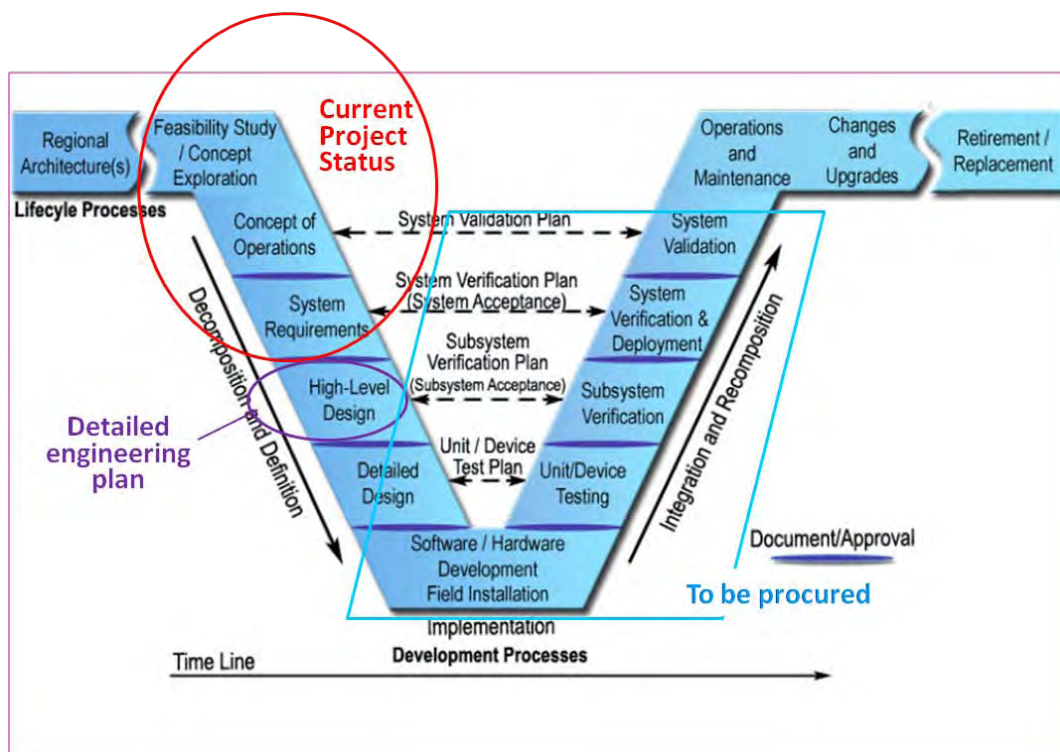 Current
Project
Status
Regional
Architecture(s)
Feasibility Study
/ Concept
Exploration
Operations
and
Maintenance
Changes
and
Upgrades
Retirement /
Replacement
Lifecyle Processes
Concept of
Operations
System Validation Plan
System
Validation
System Verification Plan
(System Acceptance)
System
Requirements
System
Verification &
Deployment
Subsystem
Verification Plan
(Subsystem Acceptance)
High-Level
Design
Subsystem
Verification
Detailed
engineering
plan
Decomposition and Definition
Unit / Device
Test Plan
Detailed
Design
Unit/Device
Testing
Integration and Recomposition
Software / Hardware
Development
Field Installation
Document/Approval
To be procured
Implementation
Development Processes
Time Line